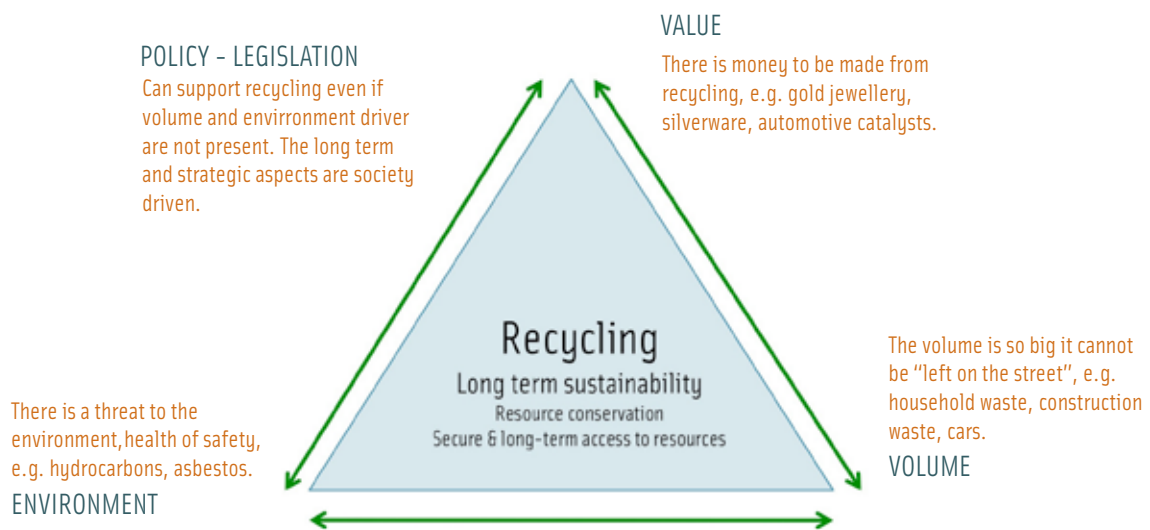 POLICY - LEGISLATION
Can support recycling even if
volume and envirronment driver
are not present. The long term
and strategic aspects are society
driven.
VALUE
There is money to be made from
recycling, e.g. gold jewellery,
silverware, automotive catalysts.
Recycling
Long term sustainability
Resource conservation
Secure & long-term access to resources
There is a threat to the
environment,health of safety,
e.g. hydrocarbons, asbestos.
ENVIRONMENT
The volume is so big it cannot
be “left on the street”, e.g.
household waste, construction
waste, cars.
VOLUME